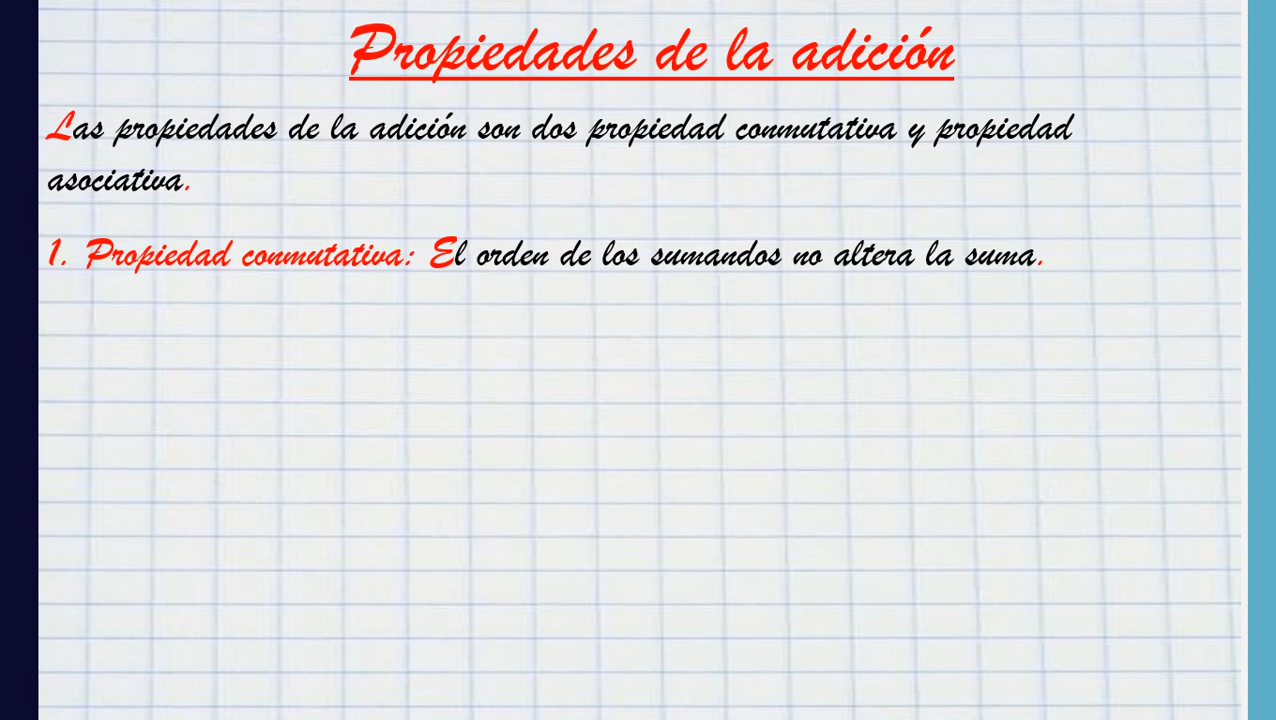 Propiedades de la adición
Las propiedades de la adición son dos propiedad conmutativa y propiedad
asociativa.
1. Propiedad conmutativa: El orden de los sumandos no altera la suma.